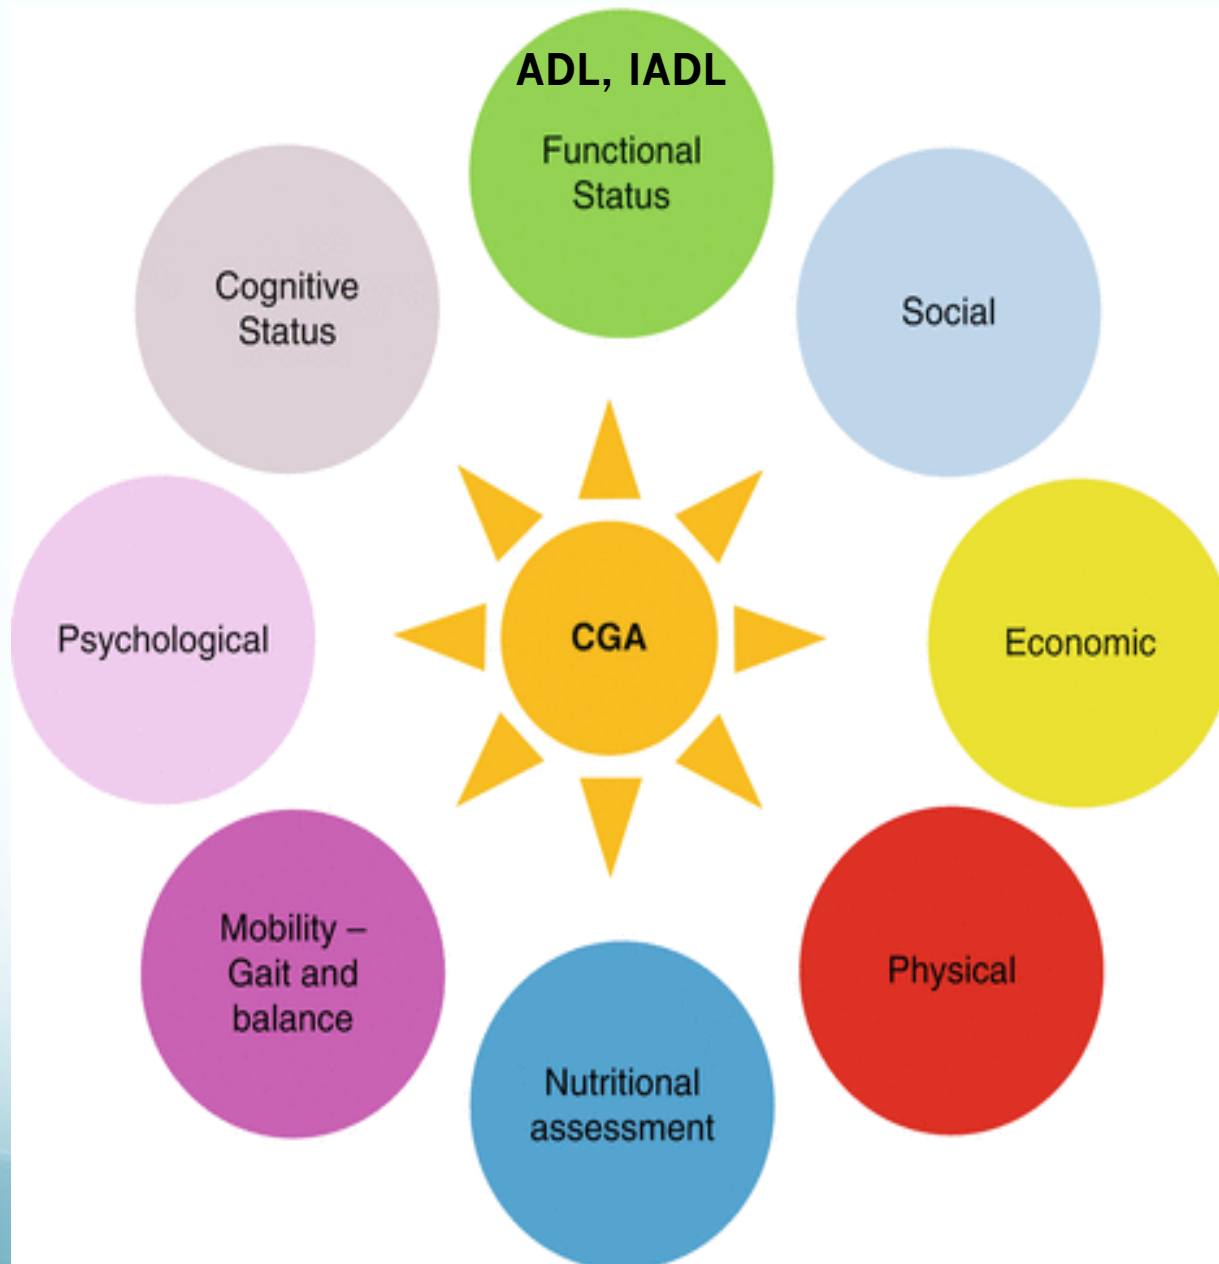 ADL, IADL
Functional
Status
Social
Economic
Physical
Nutritional
assessment
Mobility –
Gait and
balance
Psychological
Cognitive
Status
CGA